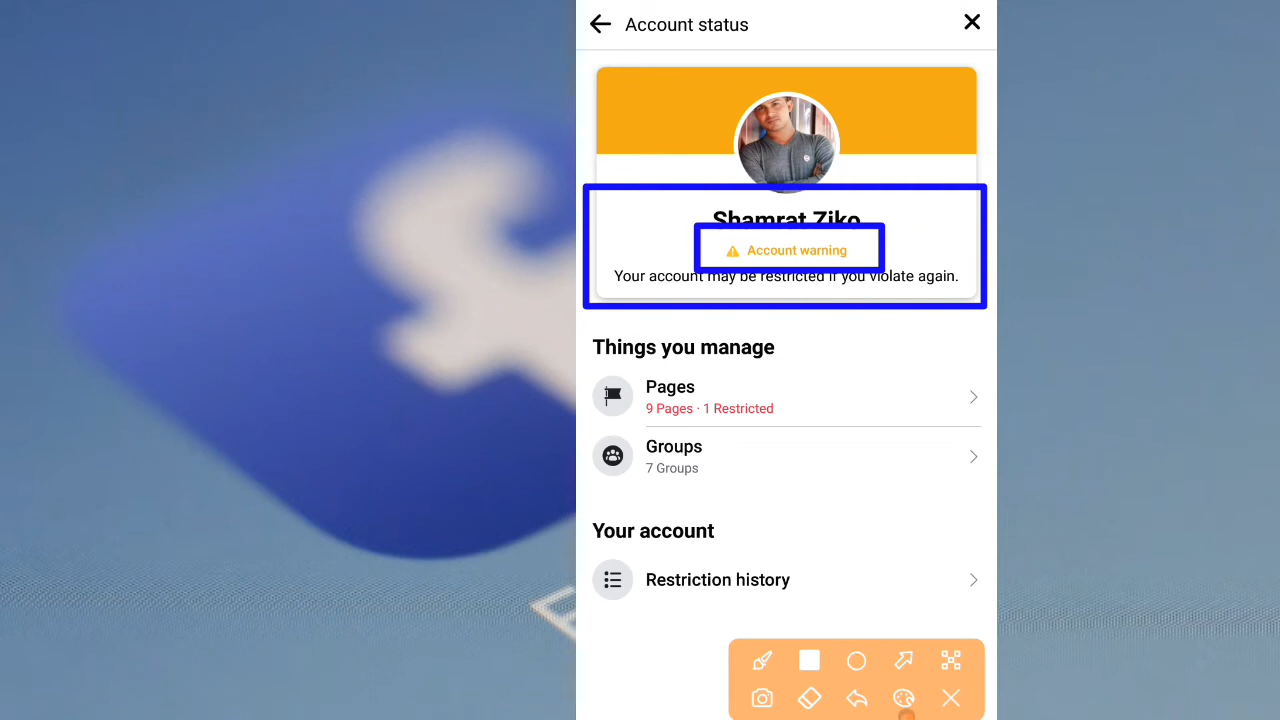 Account status
Shamrat Ziko
Account warning
Your account may be restricted if you violate again.
Things you manage
Pages
9 Pages · 1 Restricted
Groups
7 Groups
Your account
Restriction history